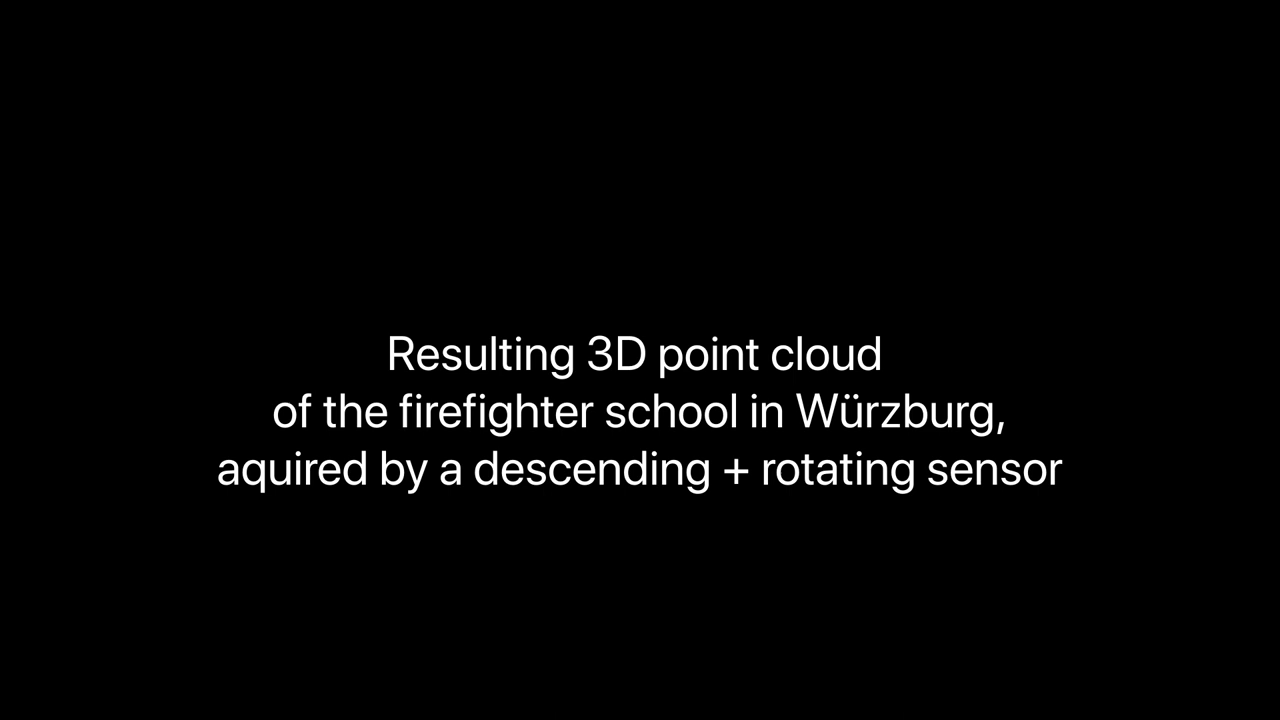 Resulting 3D point cloud
of the firefighter school in Würzburg,
aquired by a descending + rotating sensor